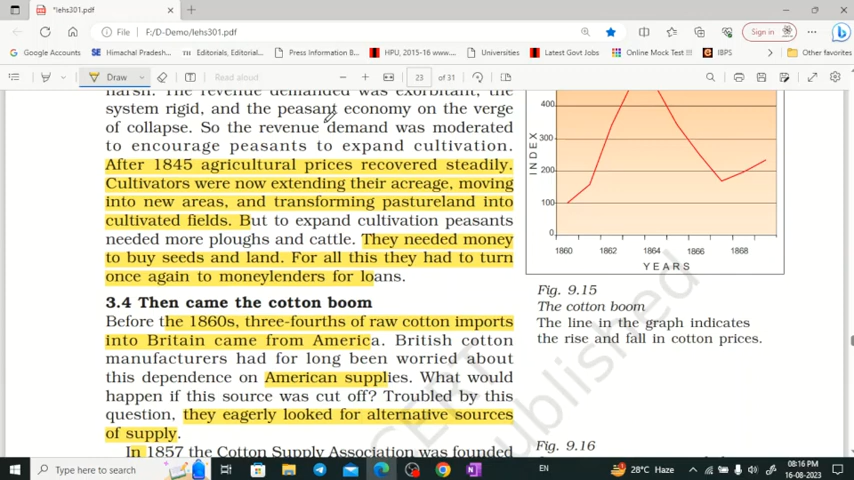 *lehs301.pdf
File
D:/D-Demo/lehs301.pdf
Sign in
Google Accounts
Himachal Pradesh...
Editorials, Editorial...
Press Information B...
HPU, 2015-16 www....
Universities
Latest Govt Jobs
Online Mock Test |...
IBPS
Other favorites
Draw
Read aloud
23 of 31
harsh. The revenue demanded was exorbitant, the
system rigid, and the peasant economy on the verge
of collapse. So the revenue demand was moderated
to encourage peasants to expand cultivation.
After 1845 agricultural prices recovered steadily.
Cultivators were now extending their acreage, moving
into new areas, and transforming pastureland into
cultivated fields. But to expand cultivation peasants
needed more ploughs and cattle. They needed money
to buy seeds and land. For all this they had to turn
once again to moneylenders for loans.
3.4 Then came the cotton boom
Before the 1860s, three-fourths of raw cotton imports
into Britain came from America. British cotton
manufacturers had for long been worried about
this dependence on American supplies. What would
happen if this source was cut off? Troubled by this
question, they eagerly looked for alternative sources
of supply.
In 1857 the Cotton Supply Association was founded
INDEX
400
300
200
100
0
1860 1862 1864 1866 1868
YEARS
Fig. 9.15
The cotton boom
The line in the graph indicates
the rise and fall in cotton prices.
Fig. 9.16
Type here to search
EN
28°C Haze
08:16 PM
16-08-2023